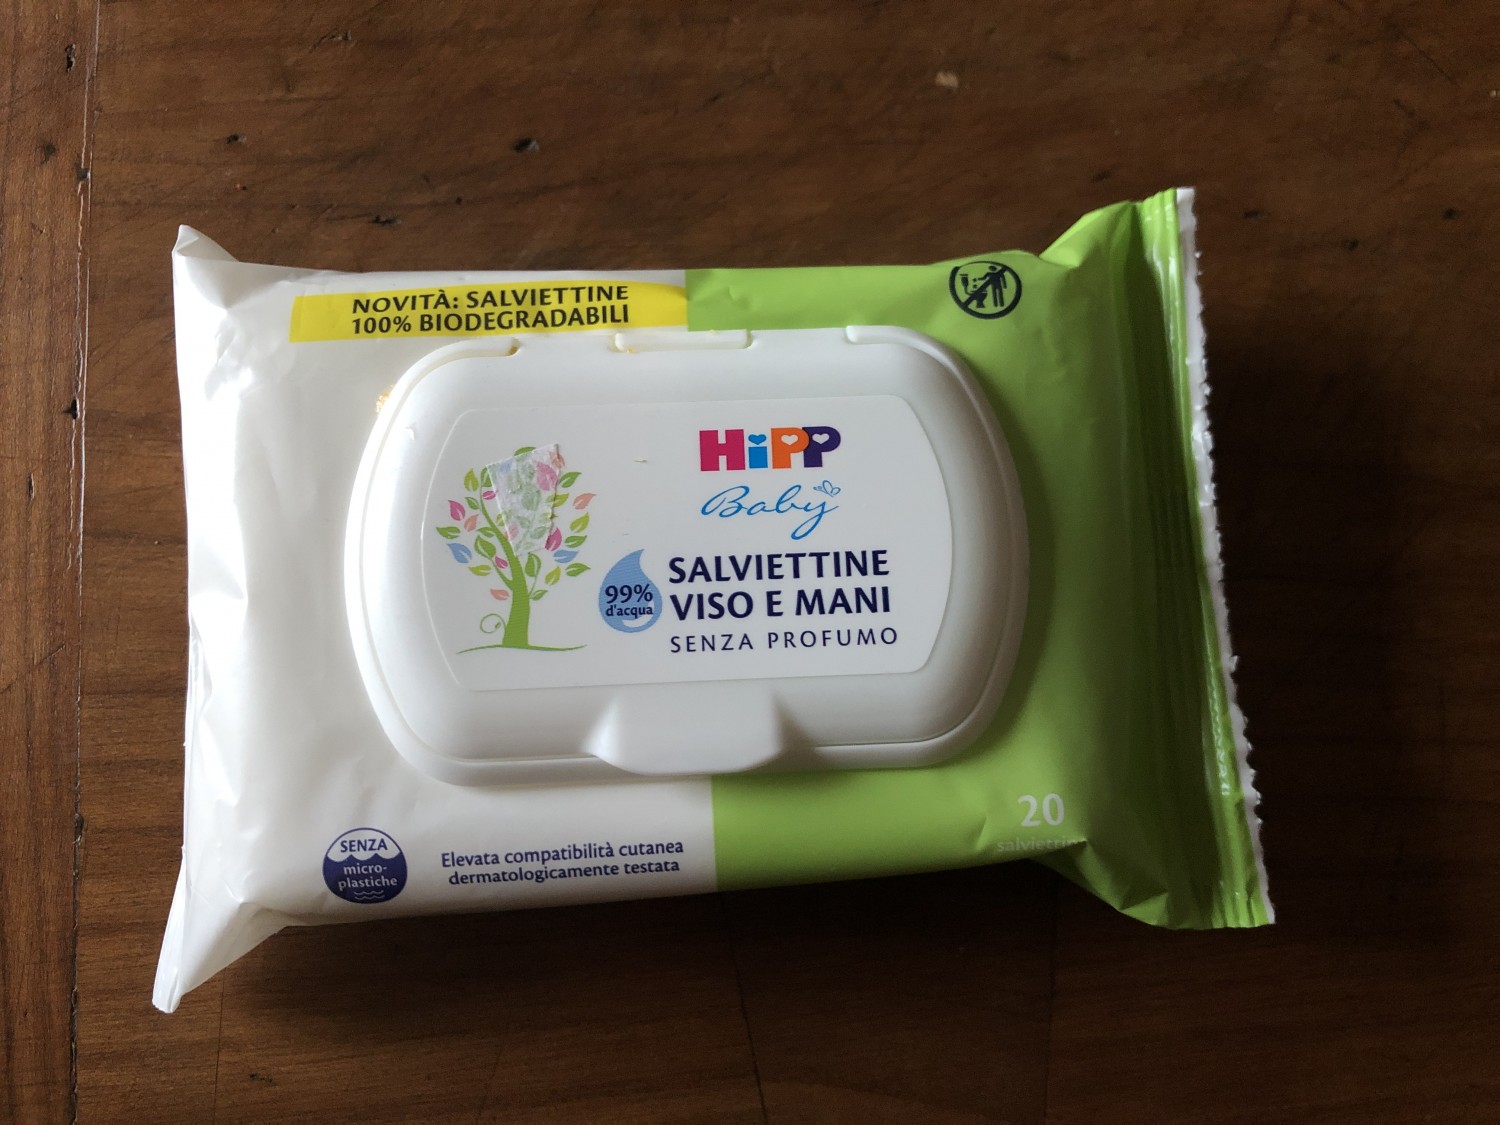 NOVITÀ: SALVIETTINE
100% BIODEGRADABILI
HiPP
Baby
99%
d'acqua
SALVIETTINE
VISO E MANI
SENZA PROFUMO
20
salviettine
SENZA
micro-
plastiche
Elevata compatibilità cutanea
dermatologicamente testata